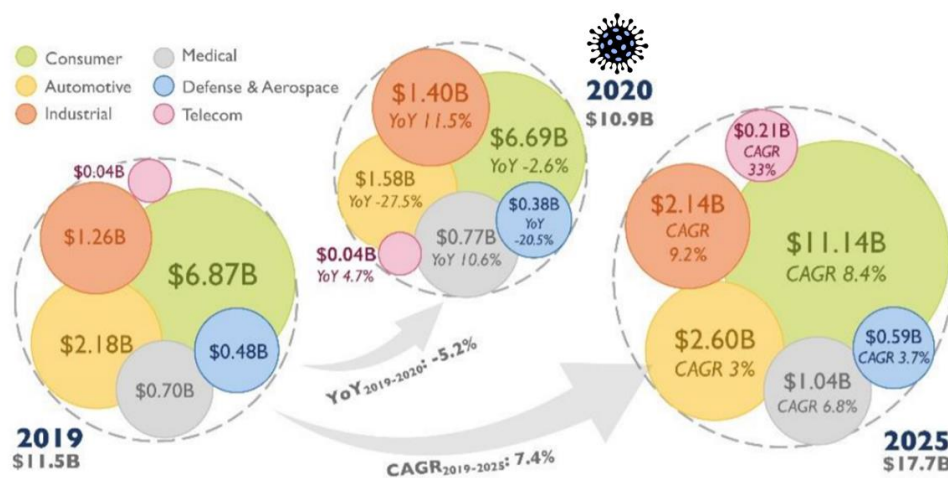 Consumer
Automotive
Industrial
Medical
Defense & Aerospace
Telecom
$0.04B
$1.26B
$6.87B
$2.18B
$0.48B
$0.70B
2019
$11.5B
2020
$10.9B
$1.40B
YoY 11.5%
$6.69B
YoY -2.6%
$1.58B
YoY -27.5%
$0.38B
YoY
-20.5%
$0.77B
YoY 10.6%
$0.04B
YoY 4.7%
YoY2019-2020: -5.2%
CAGR2019-2025: 7.4%
$0.21B
CAGR
33%
$2.14B
CAGR
9.2%
$11.14B
CAGR 8.4%
$2.60B
CAGR 3%
$0.59B
CAGR 3.7%
$1.04B
CAGR 6.8%
2025
$17.7B